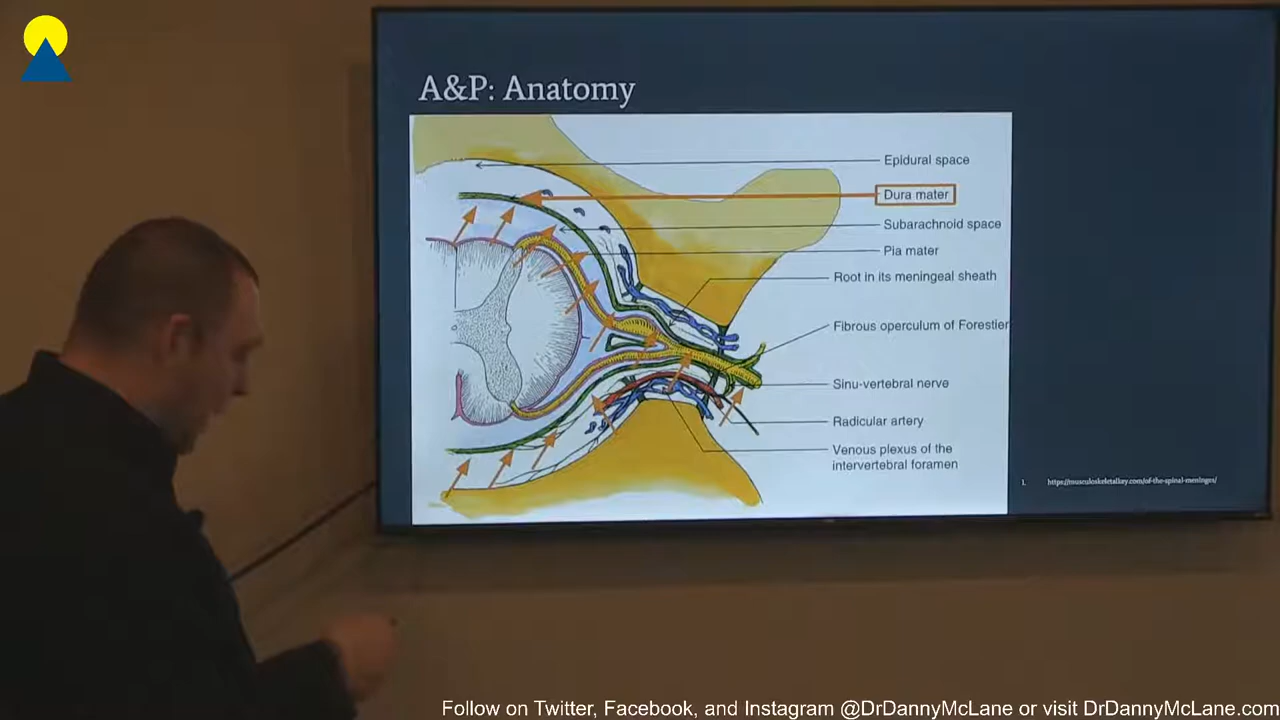 A&P: Anatomy
Epidural space
Dura mater
Subarachnoid space
Pia mater
Root in its meningeal sheath
Fibrous operculum of Forestier
Sinu-vertebral nerve
Radicular artery
Venous plexus of the
intervertebral foramen
1. https://musculoskeletalkey.com/of-the-spinal-meninges/
Follow on Twitter, Facebook, and Instagram @DrDannyMcLane or visit DrDannyMcLane.com